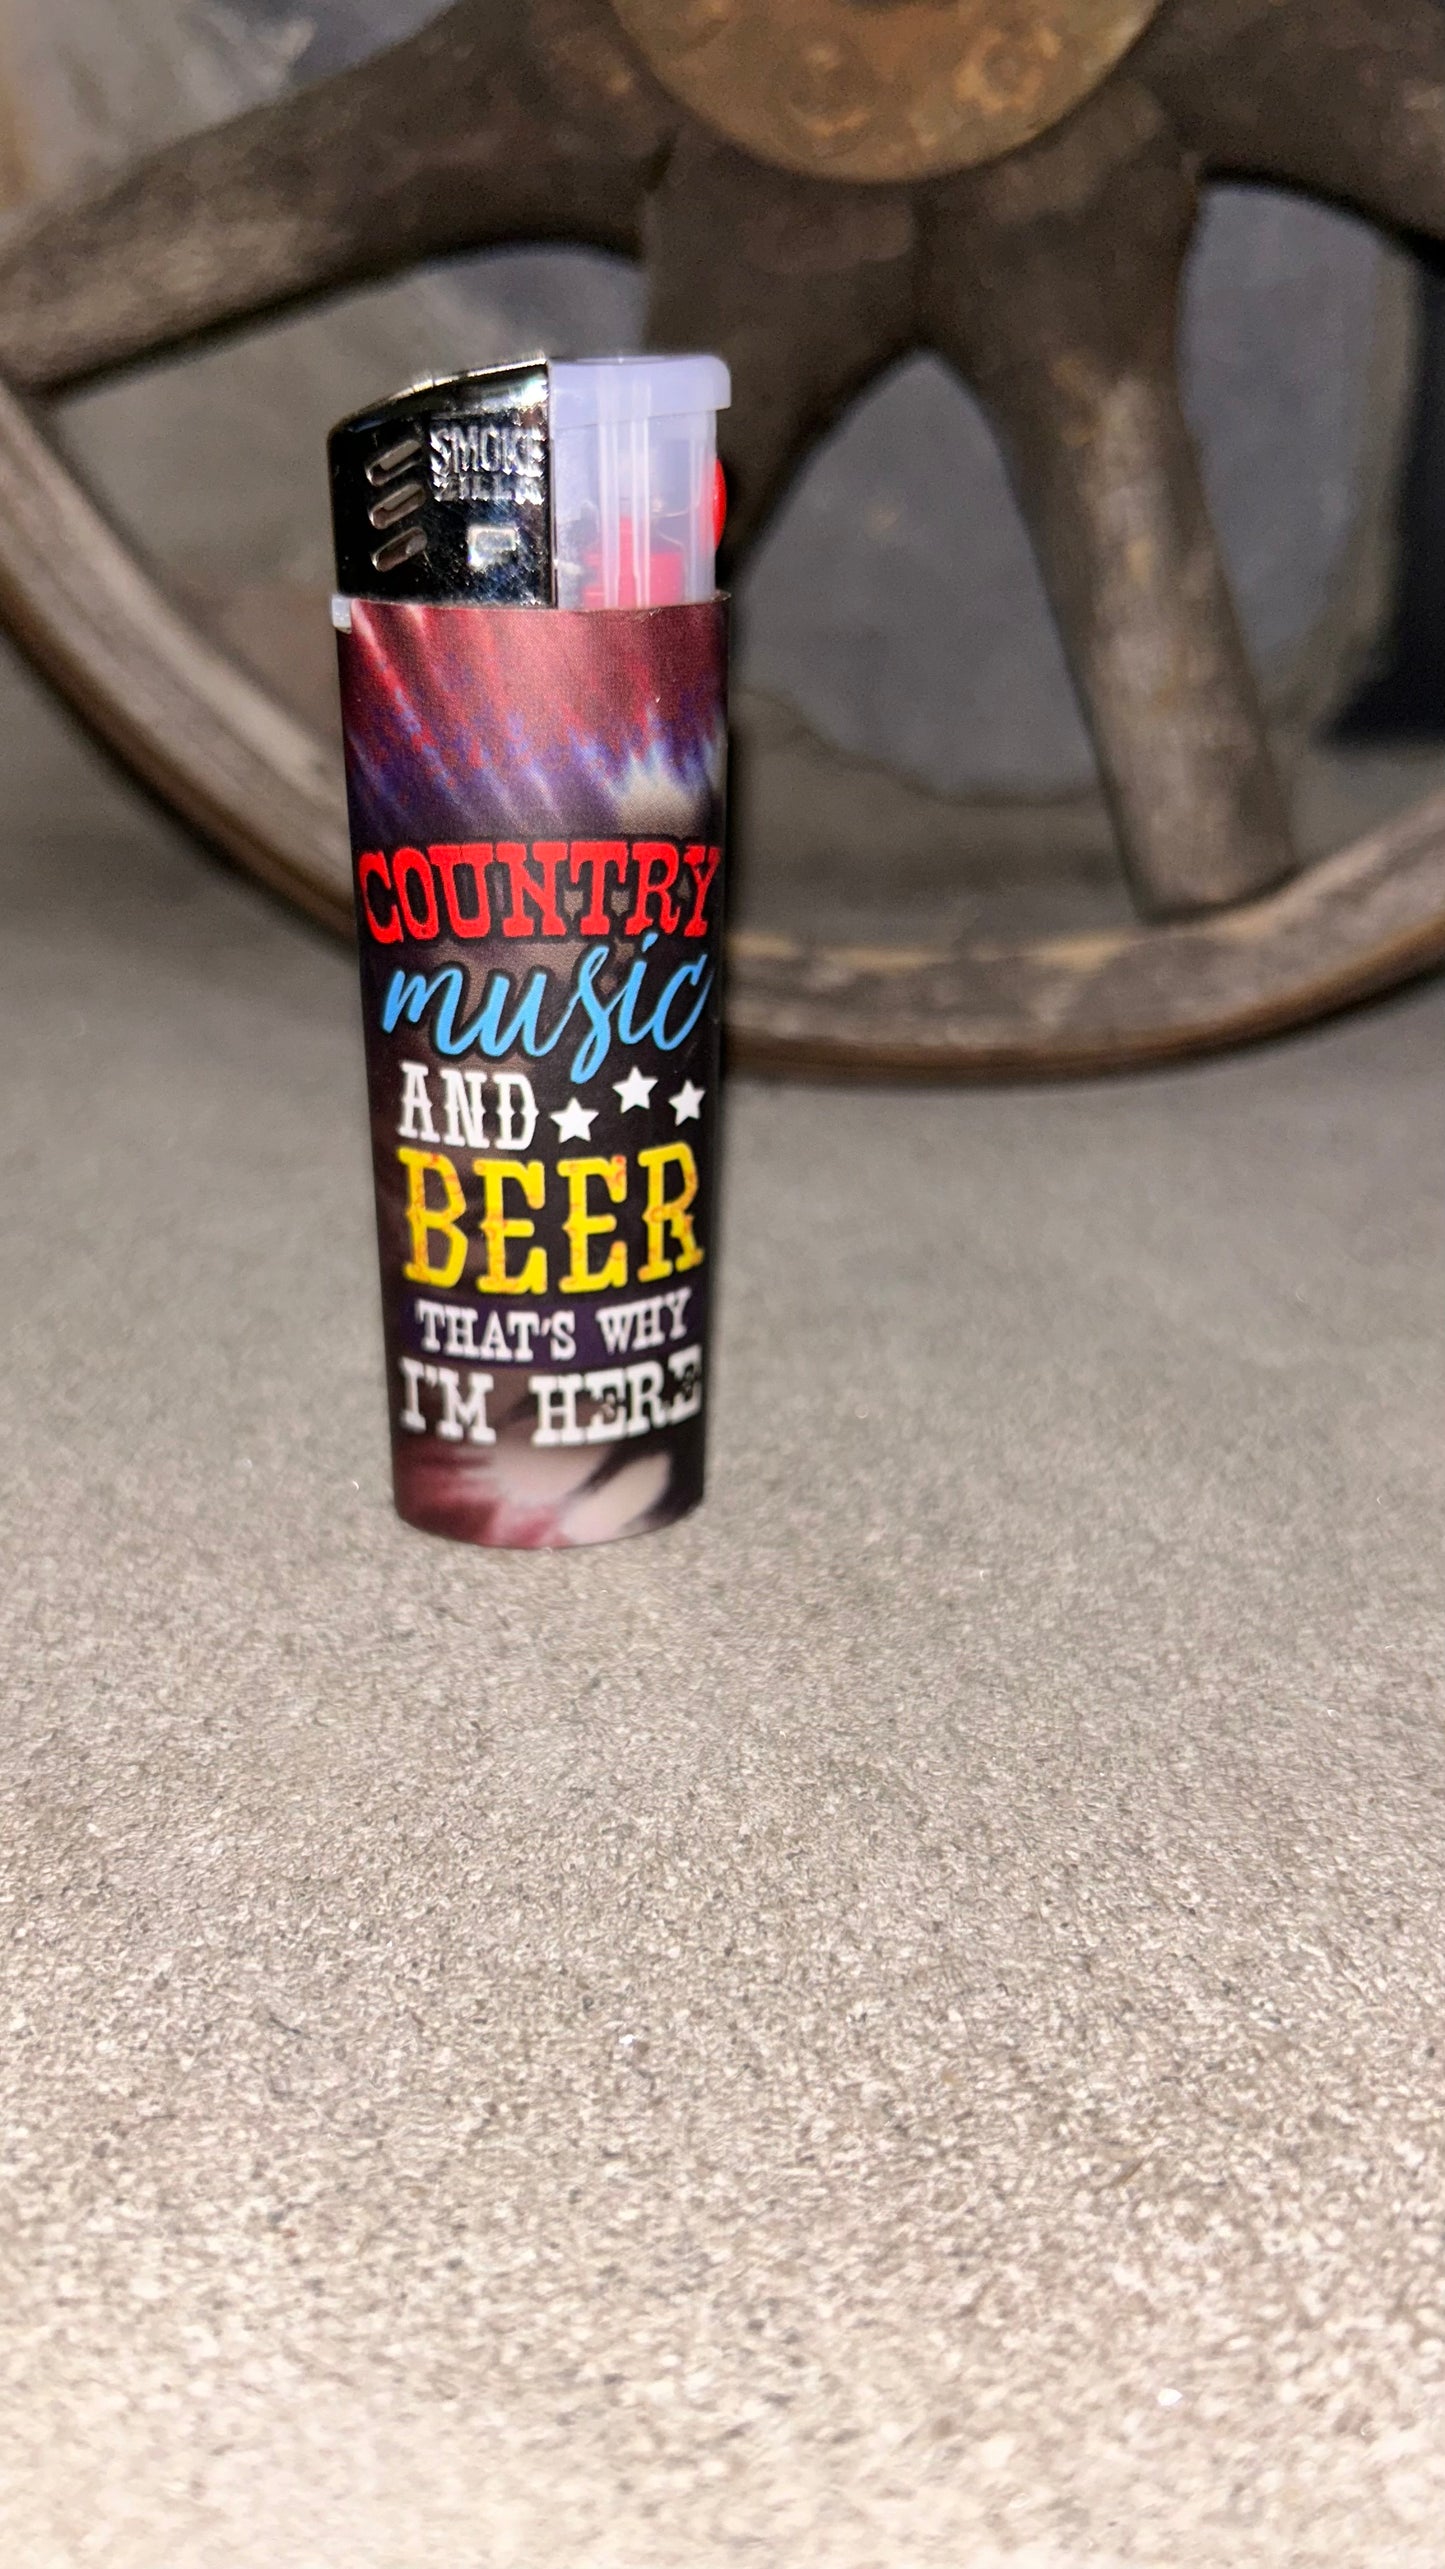 SMOKE
COUNTRY
music
AND
BEER
THAT'S WHY
I'M HERE